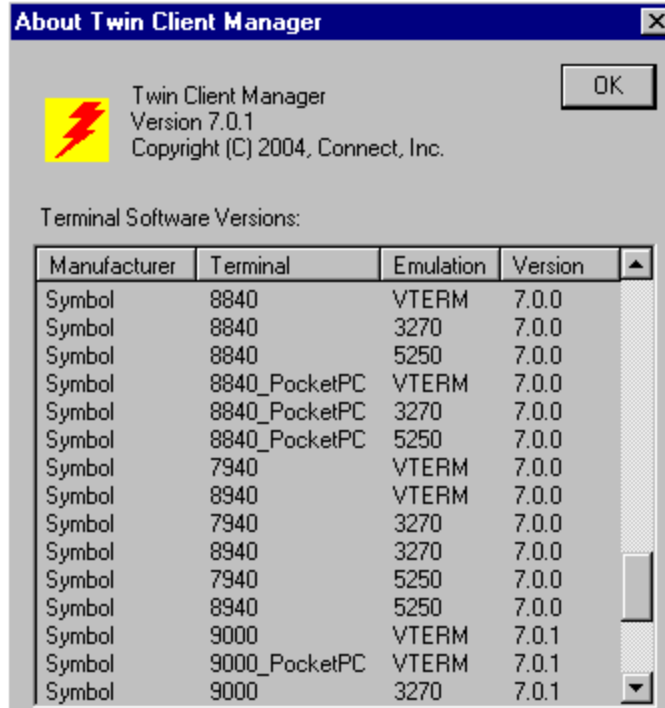 About Twin Client Manager
OK
Twin Client Manager
Version 7.0.1
Copyright (C) 2004, Connect, Inc.
Terminal Software Versions:
Manufacturer Terminal Emulation Version
Symbol 8840 VTERM 7.0.0
Symbol 8840 3270 7.0.0
Symbol 8840 5250 7.0.0
Symbol 8840_PocketPC VTERM 7.0.0
Symbol 8840_PocketPC 3270 7.0.0
Symbol 8840_PocketPC 5250 7.0.0
Symbol 7940 VTERM 7.0.0
Symbol 8940 VTERM 7.0.0
Symbol 7940 3270 7.0.0
Symbol 8940 3270 7.0.0
Symbol 7940 5250 7.0.0
Symbol 8940 5250 7.0.0
Symbol 9000 VTERM 7.0.1
Symbol 9000_PocketPC VTERM 7.0.1
Symbol 9000 3270 7.0.1